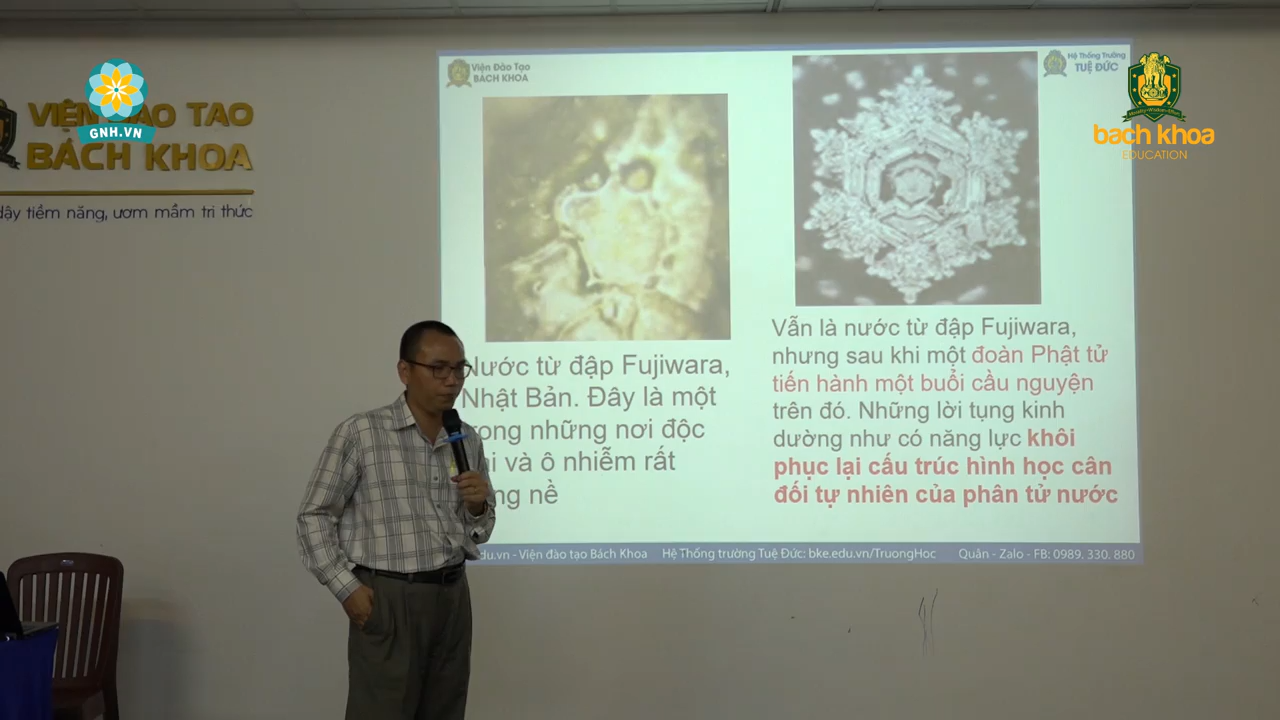 GNH.VN
VIỆN ĐÀO TẠO
BÁCH KHOA
dậy tiềm năng, ươm mầm tri thức
Viện Đào Tạo
BÁCH KHOA
Hệ Thống Trường
TUỆ ĐỨC
bach khoa
EDUCATION
Nước từ đập Fujiwara,
Nhật Bản. Đây là một
trong những nơi độc
và ô nhiễm rất
nề
Vẫn là nước từ đập Fujiwara,
nhưng sau khi một đoàn Phật tử
tiến hành một buổi cầu nguyện
trên đó. Những lời tụng kinh
dường như có năng lực khôi
phục lại cấu trúc hình học cân
đối tự nhiên của phân tử nước
.edu.vn - Viện đào tạo Bách Khoa Hệ Thống trường Tuệ Đức: bke.edu.vn/TruongHoc Quân - Zalo - FB: 0989. 330. 880